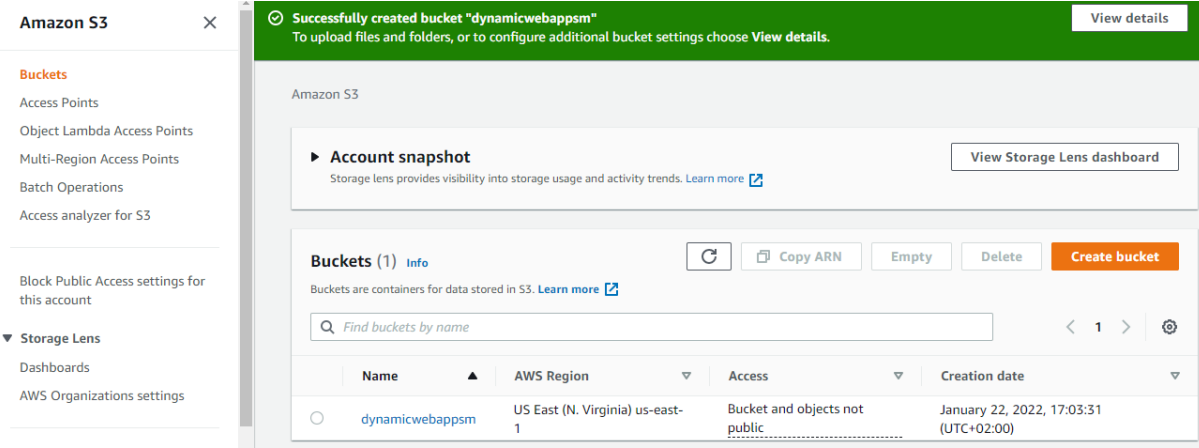 Amazon S3
Buckets
Access Points
Object Lambda Access Points
Multi-Region Access Points
Batch Operations
Access analyzer for S3
Block Public Access settings for
this account
Storage Lens
Dashboards
AWS Organizations settings
Successfully created bucket "dynamicwebappsm"
To upload files and folders, or to configure additional bucket settings choose View details.
View details
Amazon S3
Account snapshot
Storage lens provides visibility into storage usage and activity trends. Learn more
View Storage Lens dashboard
Buckets (1) Info
Copy ARN
Empty
Delete
Create bucket
Buckets are containers for data stored in S3. Learn more
Find buckets by name
1
Name AWS Region Access Creation date
dynamicwebappsm
US East (N. Virginia) us-east-
1
Bucket and objects not
public
January 22, 2022, 17:03:31
(UTC+02:00)